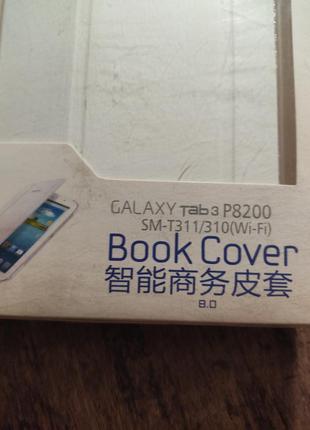 GALAXY Tab3 P8200
SM-T311/310(Wi-Fi)
Book Cover
智能商务皮套
8.0